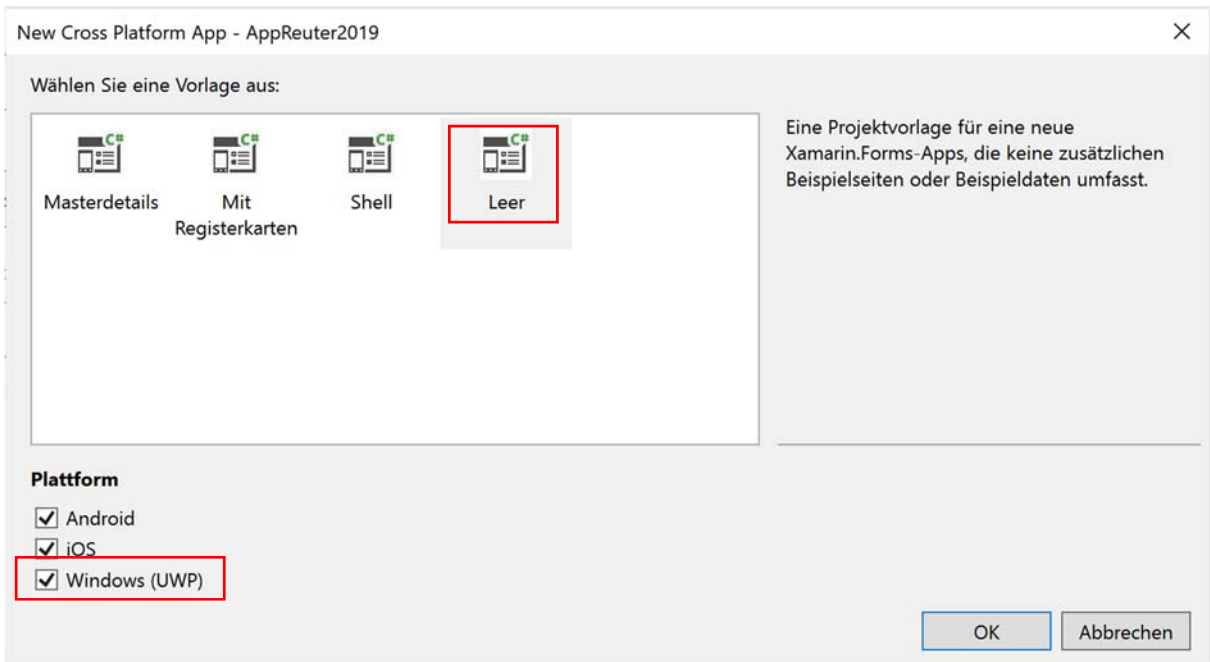 New Cross Platform App - AppReuter2019
Wählen Sie eine Vorlage aus:
C# C# C# C#
Masterdetails Mit Shell Leer
Registerkarten
Eine Projektvorlage für eine neue
Xamarin.Forms-Apps, die keine zusätzlichen
Beispielseiten oder Beispieldaten umfasst.
Plattform
Android
iOS
Windows (UWP)
OK Abbrechen